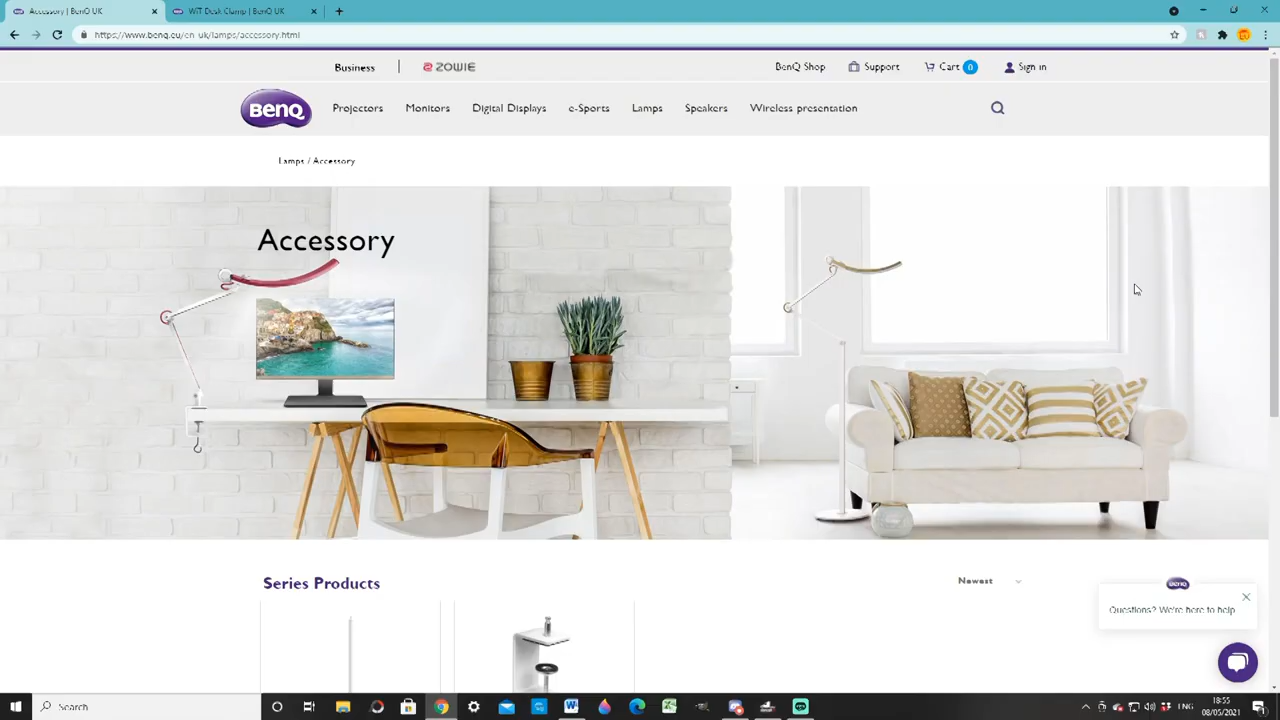 Accessory | BenQ UK
WiT Desk Clamp | BenQ UK
https://www.benq.eu/en-uk/lamps/accessory.html
Business
ZOWIE
BenQ Shop
Support
Cart 0
Sign in
BenQ
Projectors
Monitors
Digital Displays
e-Sports
Lamps
Speakers
Wireless presentation
Lamps / Accessory
Accessory
Series Products
Newest
BenQ
Questions? We're here to help
Search
ENG
18:55
08/05/2021